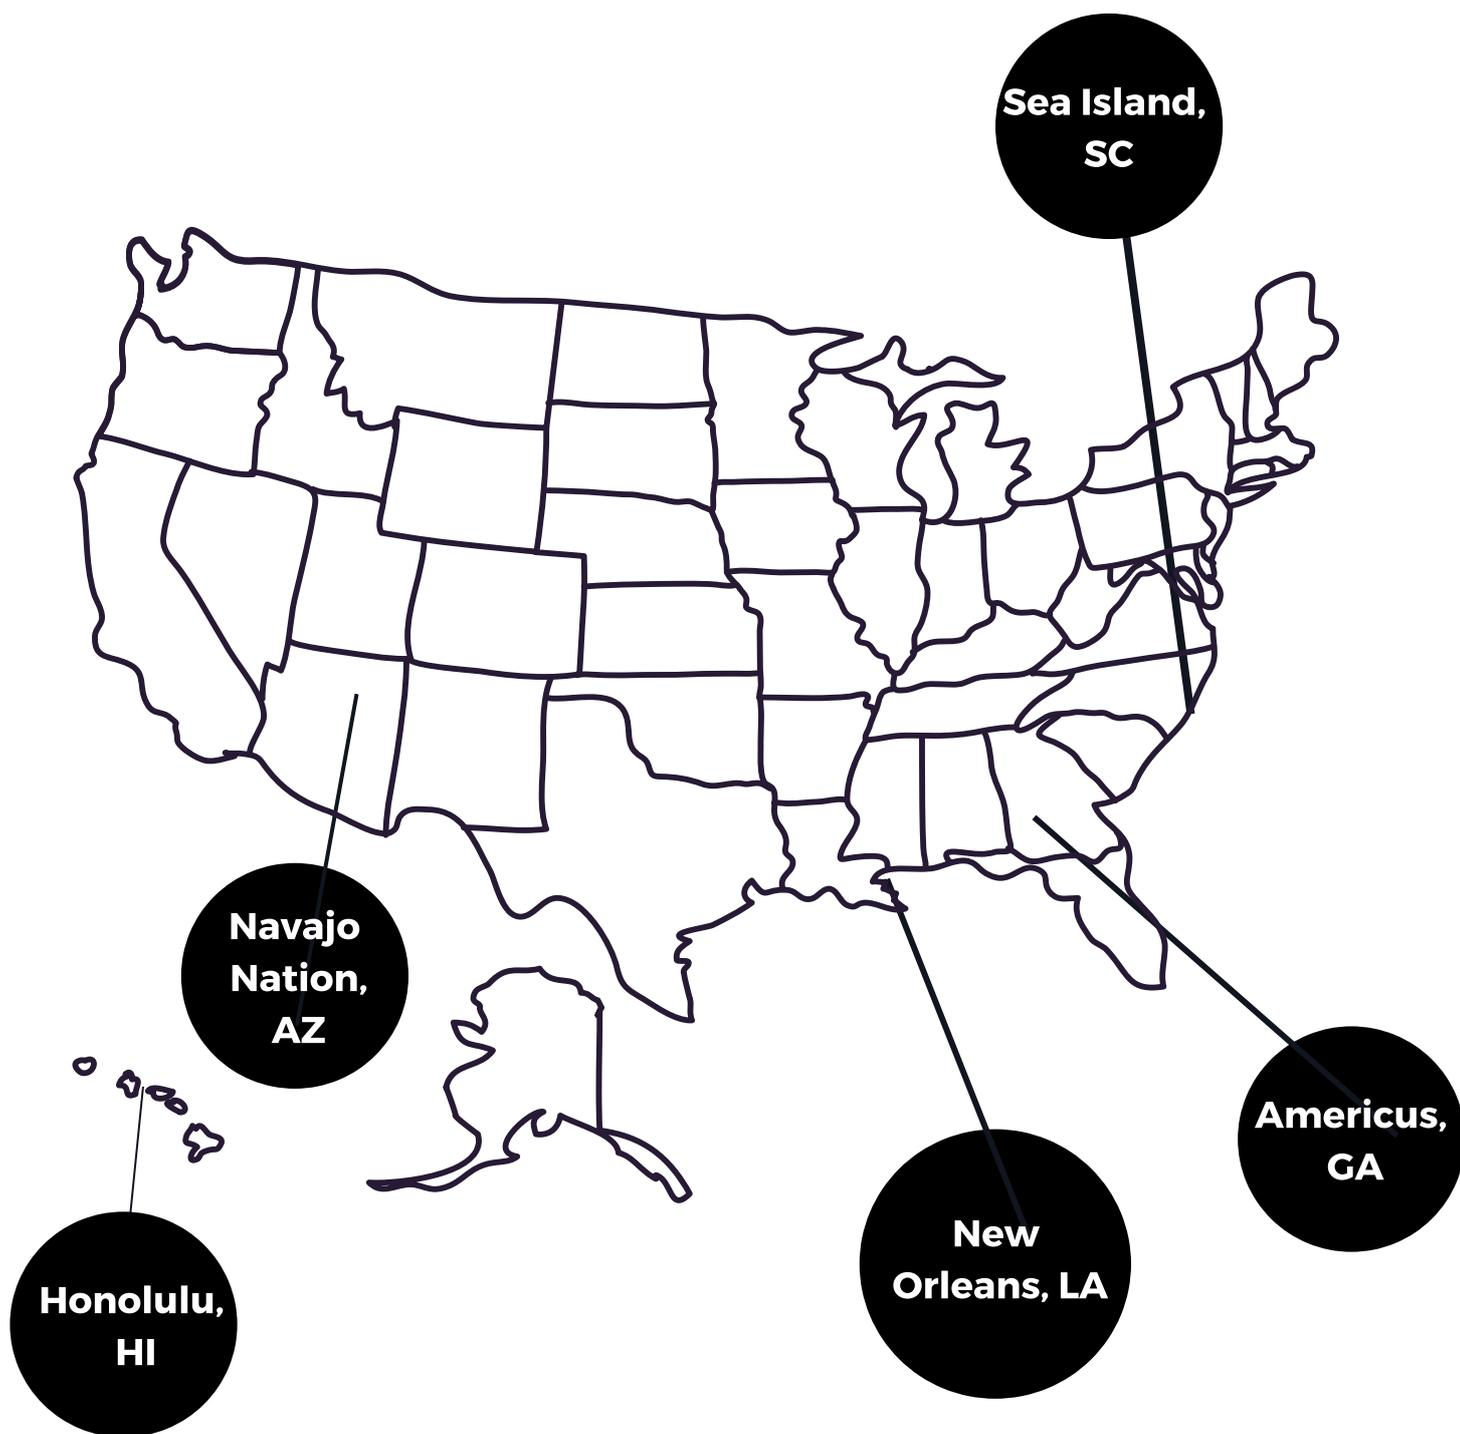 Sea Island,
SC
Navajo
Nation,
AZ
Americus,
GA
New
Orleans, LA
Honolulu,
HI